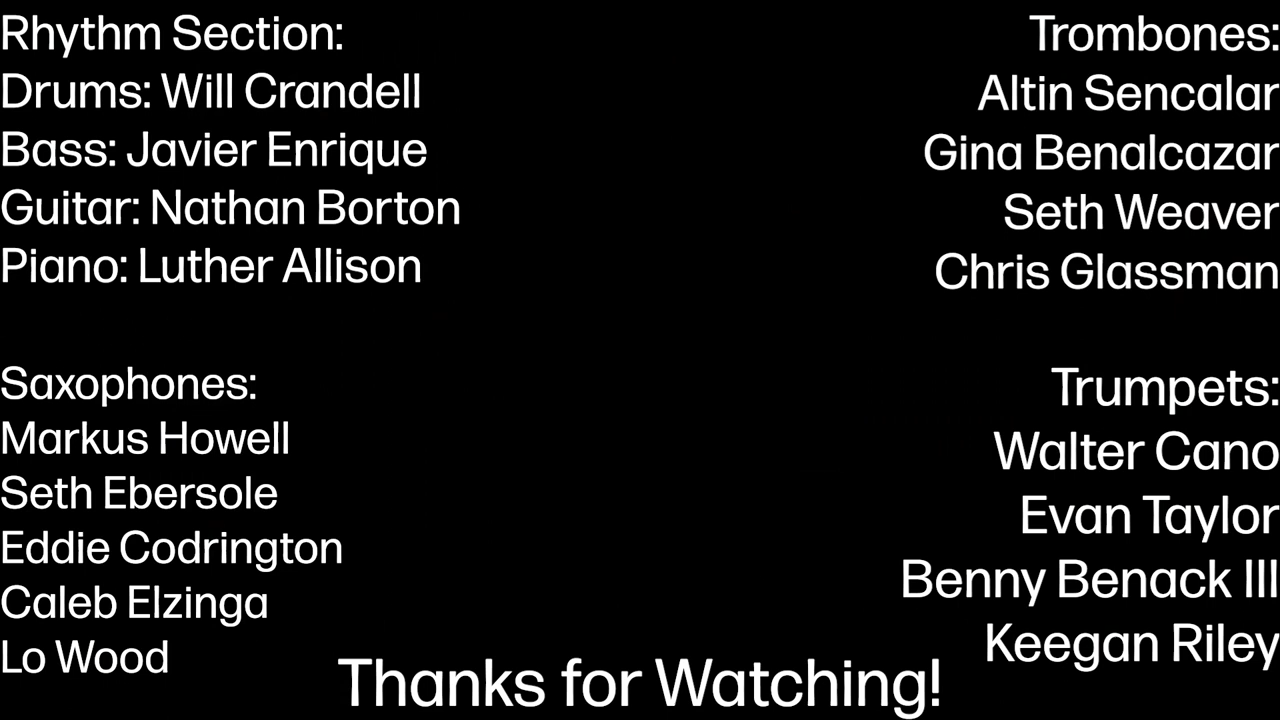 Rhythm Section:
Drums: Will Crandell
Bass: Javier Enrique
Guitar: Nathan Borton
Piano: Luther Allison
Saxophones:
Markus Howell
Seth Ebersole
Eddie Codrington
Caleb Elzinga
Lo Wood
Trombones:
Altin Sencalar
Gina Benalcazar
Seth Weaver
Chris Glassman
Trumpets:
Walter Cano
Evan Taylor
Benny Benack III
Keegan Riley
Thanks for Watching!